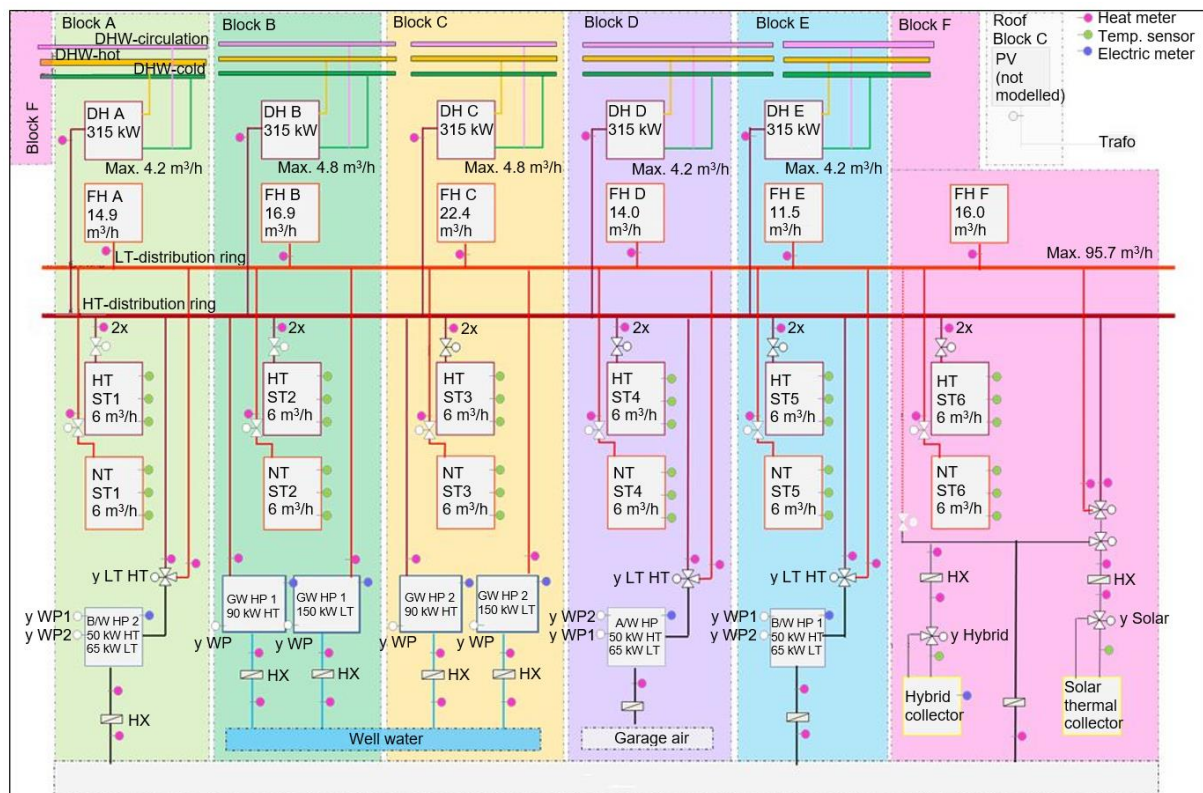 Block A
Block B
Block C
Block D
Block E
Block F
Roof
Block C
PV
(not
modelled)
Trafo
Heat meter
Temp. sensor
Electric meter
DHW-circulation
DHW-hot
DHW-cold
Block F
DH A
315 kW
DH B
315 kW
DH C
315 kW
DH D
315 kW
DH E
315 kW
Max. 4.2 m³/h
Max. 4.8 m³/h
Max. 4.8 m³/h
Max. 4.2 m³/h
Max. 4.2 m³/h
FH A
14.9
m³/h
FH B
16.9
m³/h
FH C
22.4
m³/h
FH D
14.0
m³/h
FH E
11.5
m³/h
FH F
16.0
m³/h
LT-distribution ring
Max. 95.7 m³/h
HT-distribution ring
2x
2x
2x
2x
2x
2x
HT
ST1
6 m³/h
HT
ST2
6 m³/h
HT
ST3
6 m³/h
HT
ST4
6 m³/h
HT
ST5
6 m³/h
HT
ST6
6 m³/h
NT
ST1
6 m³/h
NT
ST2
6 m³/h
NT
ST3
6 m³/h
NT
ST4
6 m³/h
NT
ST5
6 m³/h
NT
ST6
6 m³/h
y LT HT
y LT HT
y LT HT
y WP1
y WP2
B/W HP 2
50 kW HT
65 kW LT
HX
GW HP 1
90 kW HT
GW HP 1
150 kW LT
y WP
y WP
HX
HX
GW HP 2
90 kW HT
GW HP 2
150 kW LT
y WP
y WP
HX
HX
Well water
y WP2
y WP1
A/W HP
50 kW HT
65 kW LT
Garage air
y WP1
y WP2
B/W HP 1
50 kW HT
65 kW LT
HX
y Hybrid
Hybrid
collector
HX
y Solar
Solar
thermal
collector